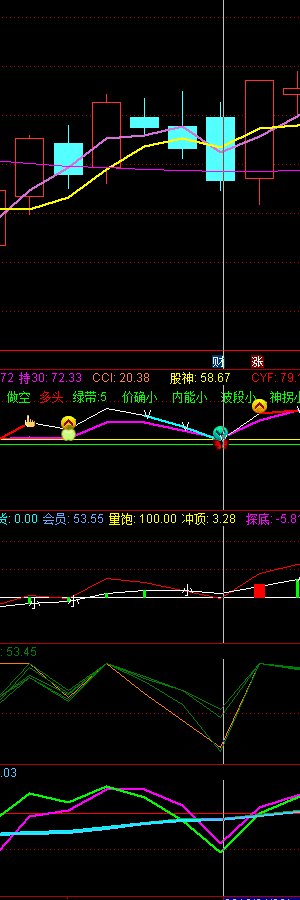 财 涨
72 持30: 72.33 CCI: 20.38 股神: 58.67 CYF: 79.
做空 多头 绿带:5 价确小 内能小 波段小 神拐小
: 0.00 会员: 53.55 量饱: 100.00 冲顶: 3.28 探底: -5.8
小 小 小
: 53.45
.03